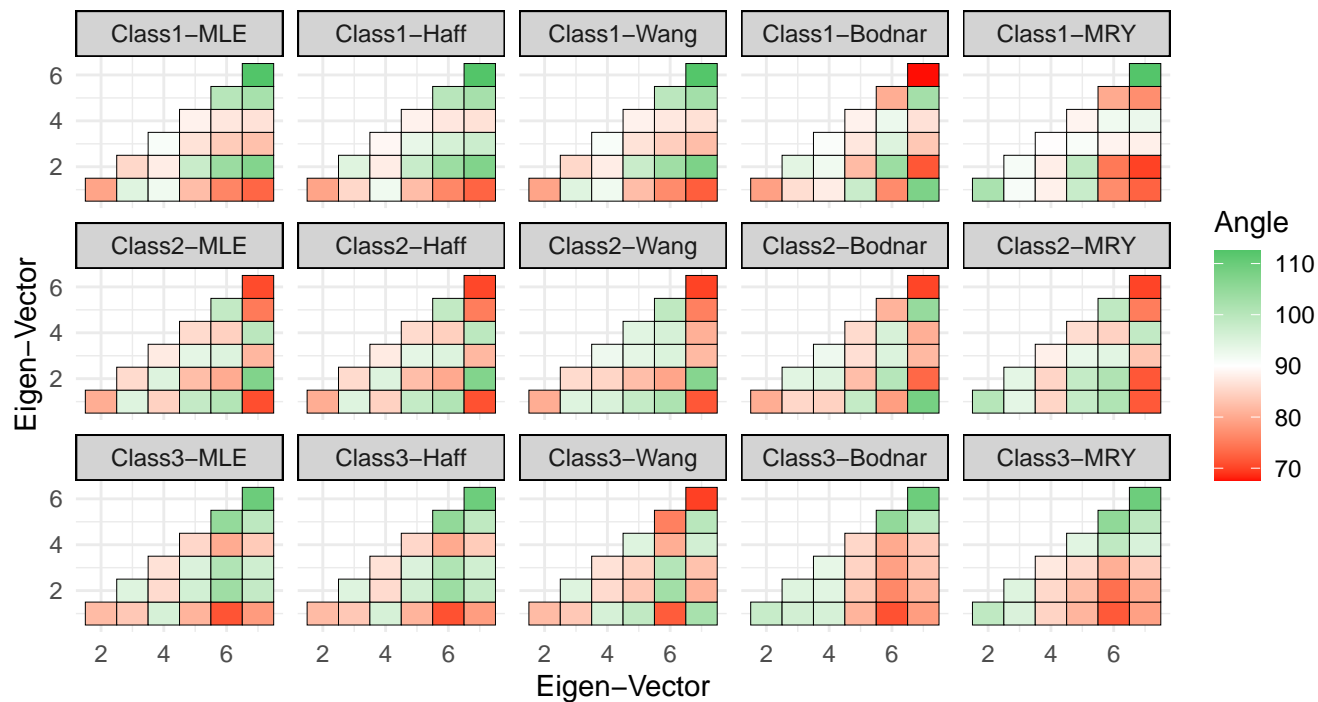 Class1−MLE Class1−Haff Class1−Wang Class1−Bodnar Class1−MRY
6
4
2
Class2−MLE Class2−Haff Class2−Wang Class2−Bodnar Class2−MRY
6
4
2
Class3−MLE Class3−Haff Class3−Wang Class3−Bodnar Class3−MRY
6
4
2
2 4 6 2 4 6 2 4 6 2 4 6 2 4 6
Eigen−Vector
Eigen−Vector
Angle
110
100
90
80
70